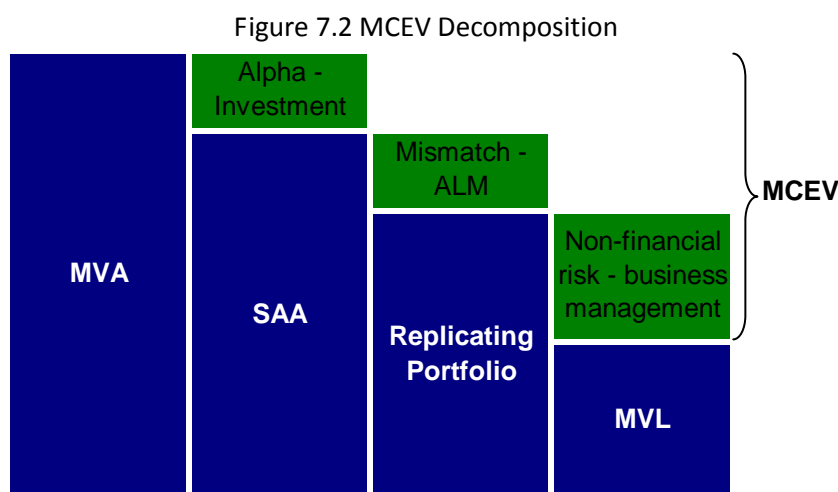 Figure 7.2 MCEV Decomposition
MVA
Alpha -
Investment
SAA
Mismatch -
ALM
Replicating
Portfolio
Non-financial
risk - business
management
MVL
MCEV